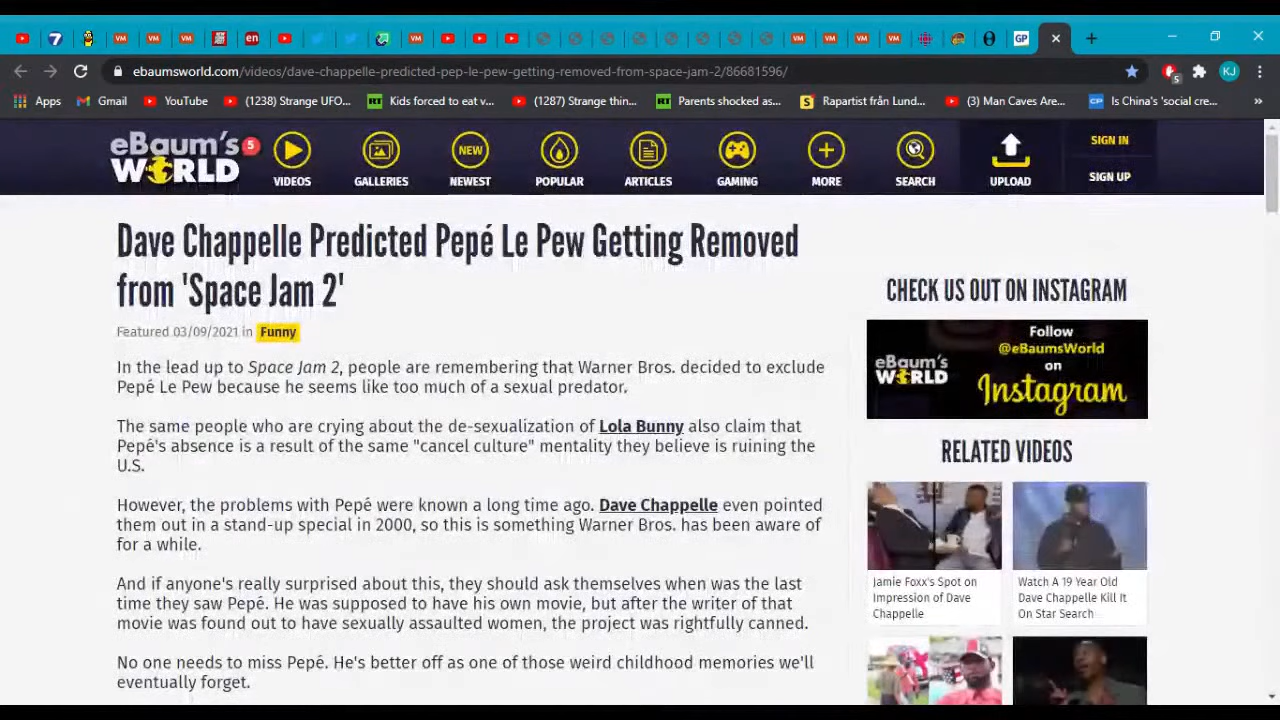 ebaumsworld.com/videos/dave-chappelle-predicted-pep-le-pew-getting-removed-from-space-jam-2/86681596/
5
KJ
Apps
Gmail
YouTube
(1238) Strange UFO...
Kids forced to eat v...
(1287) Strange thin...
Parents shocked as...
Rapartist från Lund...
(3) Man Caves Are...
Is China's 'social cre...
»
eBaum's WORLD
5
VIDEOS
GALLERIES
NEW
NEWEST
POPULAR
ARTICLES
GAMING
MORE
SEARCH
UPLOAD
SIGN IN
SIGN UP
Dave Chappelle Predicted Pepé Le Pew Getting Removed
from 'Space Jam 2'
Featured 03/09/2021 in Funny
In the lead up to Space Jam 2, people are remembering that Warner Bros. decided to exclude
Pepé Le Pew because he seems like too much of a sexual predator.
The same people who are crying about the de-sexualization of Lola Bunny also claim that
Pepé's absence is a result of the same "cancel culture" mentality they believe is ruining the
U.S.
However, the problems with Pepé were known a long time ago. Dave Chappelle even pointed
them out in a stand-up special in 2000, so this is something Warner Bros. has been aware of
for a while.
And if anyone's really surprised about this, they should ask themselves when was the last
time they saw Pepé. He was supposed to have his own movie, but after the writer of that
movie was found out to have sexually assaulted women, the project was rightfully canned.
No one needs to miss Pepé. He's better off as one of those weird childhood memories we'll
eventually forget.
CHECK US OUT ON INSTAGRAM
eBaum's WORLD
Follow
@eBaumsWorld
on
Instagram
RELATED VIDEOS
Jamie Foxx's Spot on
Impression of Dave
Chappelle
Watch A 19 Year Old
Dave Chappelle Kill It
On Star Search